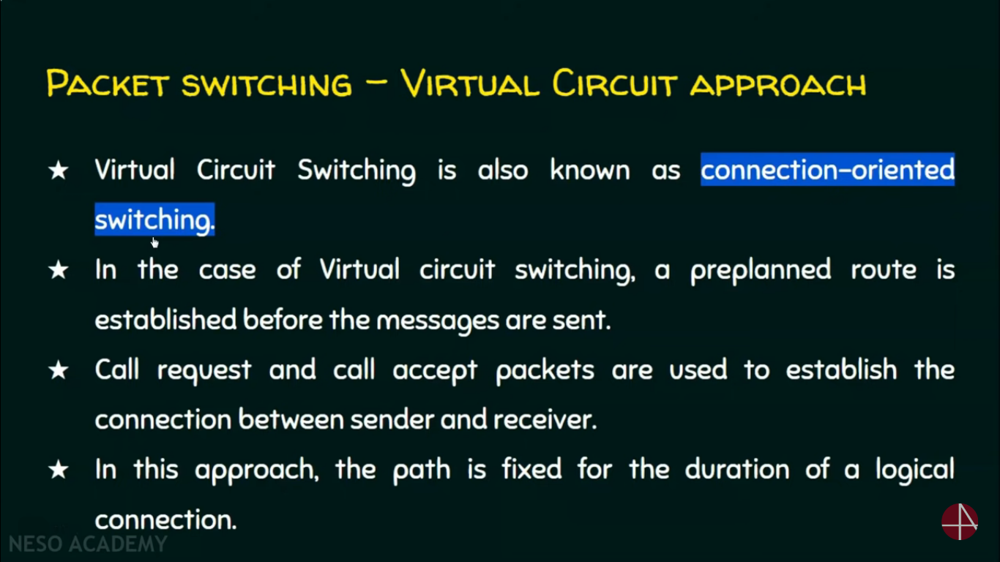 PACKET SWITCHING – VIRTUAL CIRCUIT APPROACH
★ Virtual Circuit Switching is also known as connection-oriented
switching.
★ In the case of Virtual circuit switching, a preplanned route is
established before the messages are sent.
★ Call request and call accept packets are used to establish the
connection between sender and receiver.
★ In this approach, the path is fixed for the duration of a logical
connection.
NESO ACADEMY